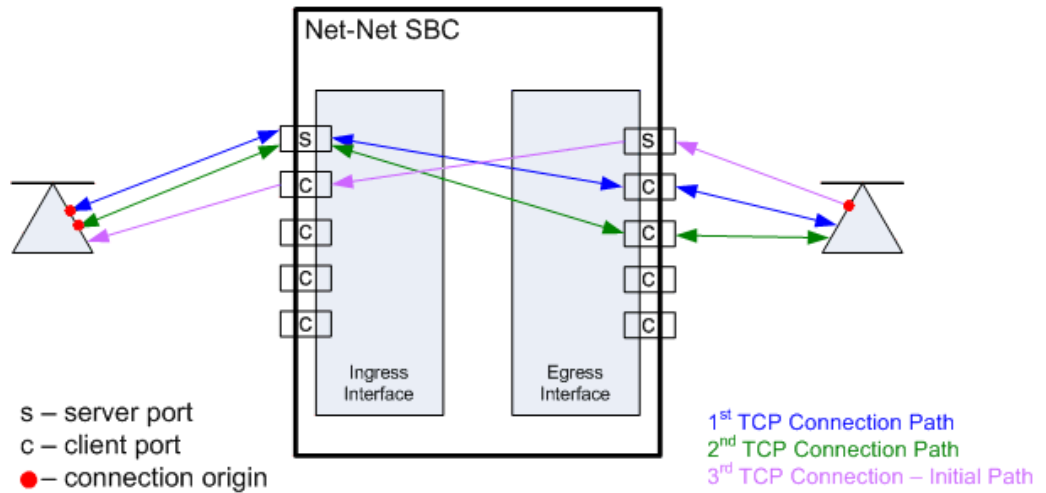 Net-Net SBC
S
C
C
C
C
S
C
C
C
C
Ingress
Interface
Egress
Interface
s – server port
c – client port
– connection origin
1st TCP Connection Path
2nd TCP Connection Path
3rd TCP Connection – Initial Path